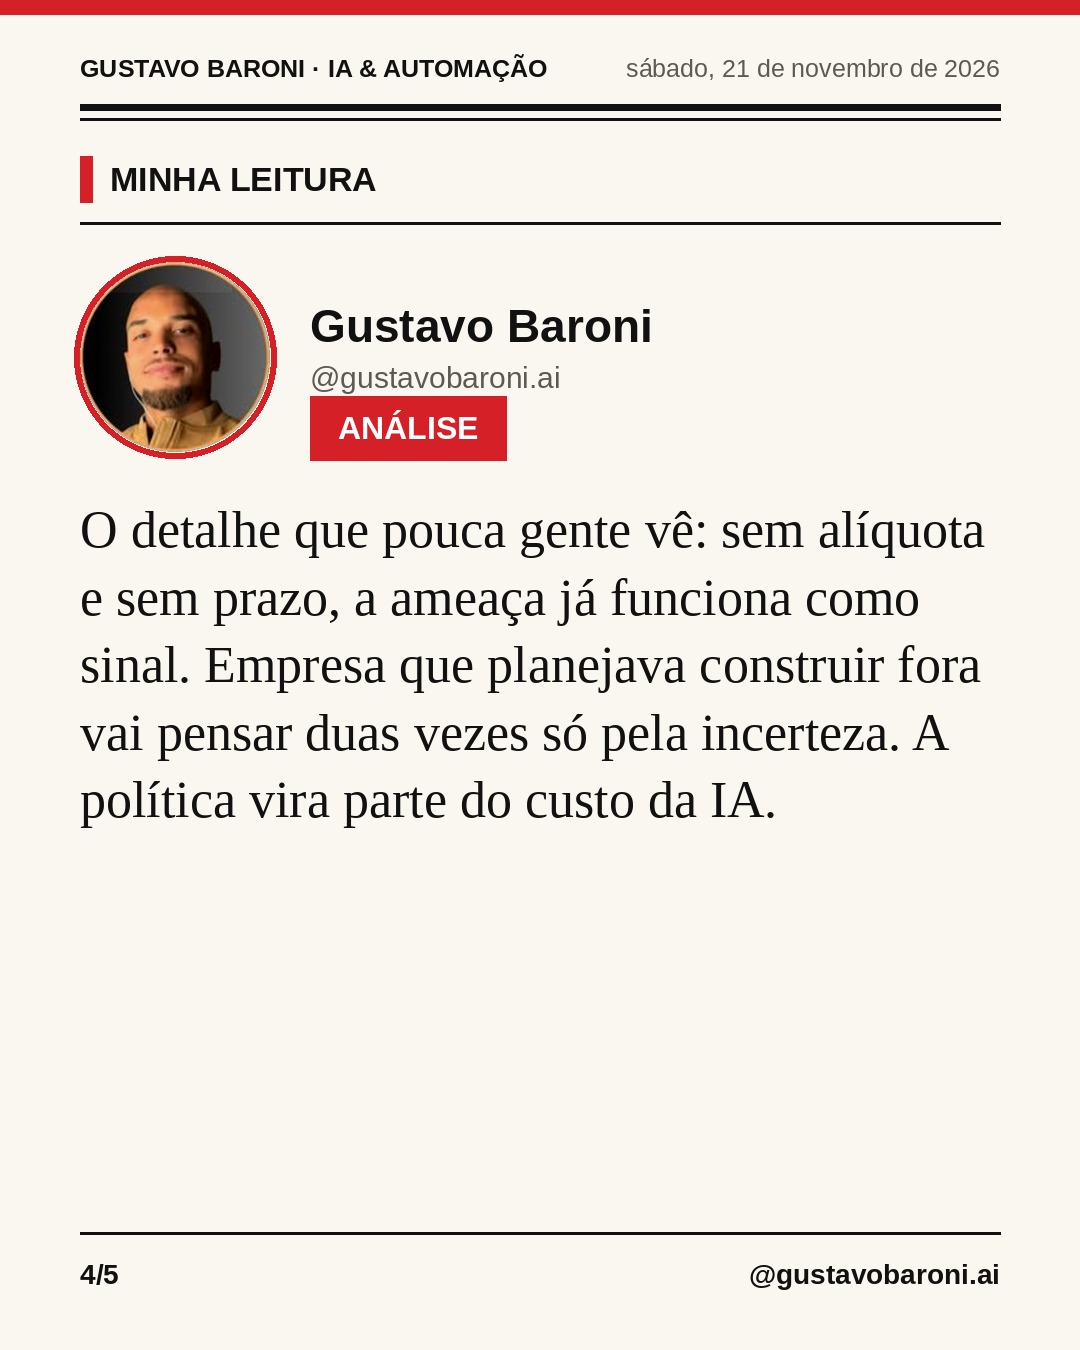 GUSTAVO BARONI · IA & AUTOMAÇÃO
sábado, 21 de novembro de 2026
MINHA LEITURA
Gustavo Baroni
@gustavobaroni.ai
ANÁLISE
O detalhe que pouca gente vê: sem alíquota
e sem prazo, a ameaça já funciona como
sinal. Empresa que planejava construir fora
vai pensar duas vezes só pela incerteza. A
política vira parte do custo da IA.
4/5
@gustavobaroni.ai